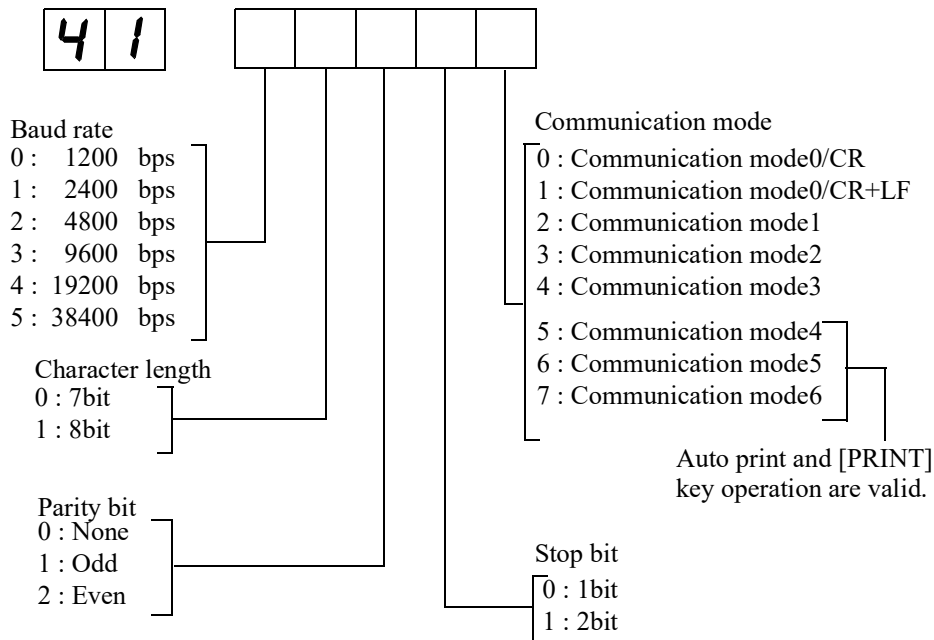 41
Baud rate
0 : 1200 bps
1 : 2400 bps
2 : 4800 bps
3 : 9600 bps
4 : 19200 bps
5 : 38400 bps
Character length
0 : 7bit
1 : 8bit
Parity bit
0 : None
1 : Odd
2 : Even
Communication mode
0 : Communication mode0/CR
1 : Communication mode0/CR+LF
2 : Communication mode1
3 : Communication mode2
4 : Communication mode3
5 : Communication mode4
6 : Communication mode5
7 : Communication mode6
Auto print and [PRINT]
key operation are valid.
Stop bit
0 : 1bit
1 : 2bit